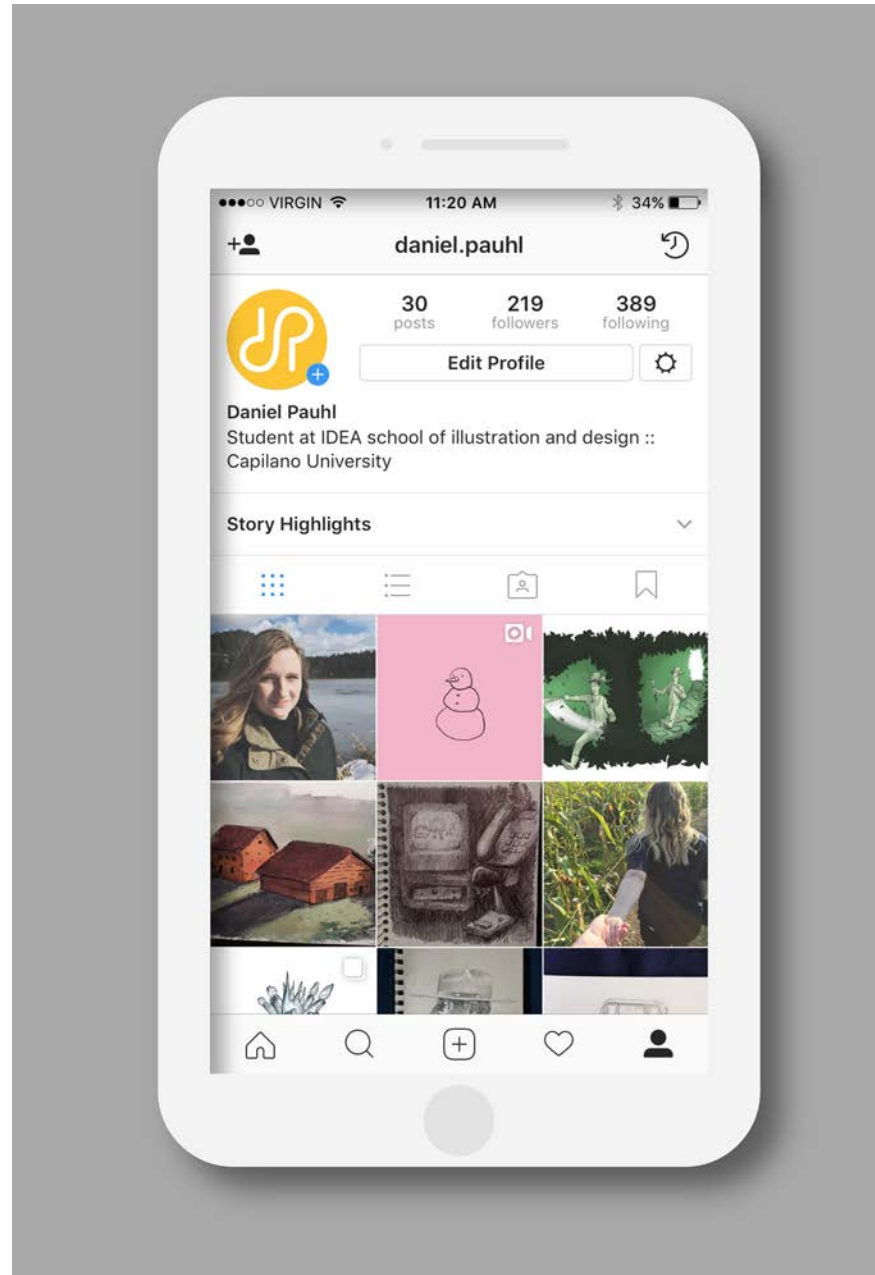 ●●●○○ VIRGIN 11:20 AM 34%
daniel.pauhl
30 219 389
posts followers following
Edit Profile
Daniel Pauhl
Student at IDEA school of illustration and design ::
Capilano University
Story Highlights